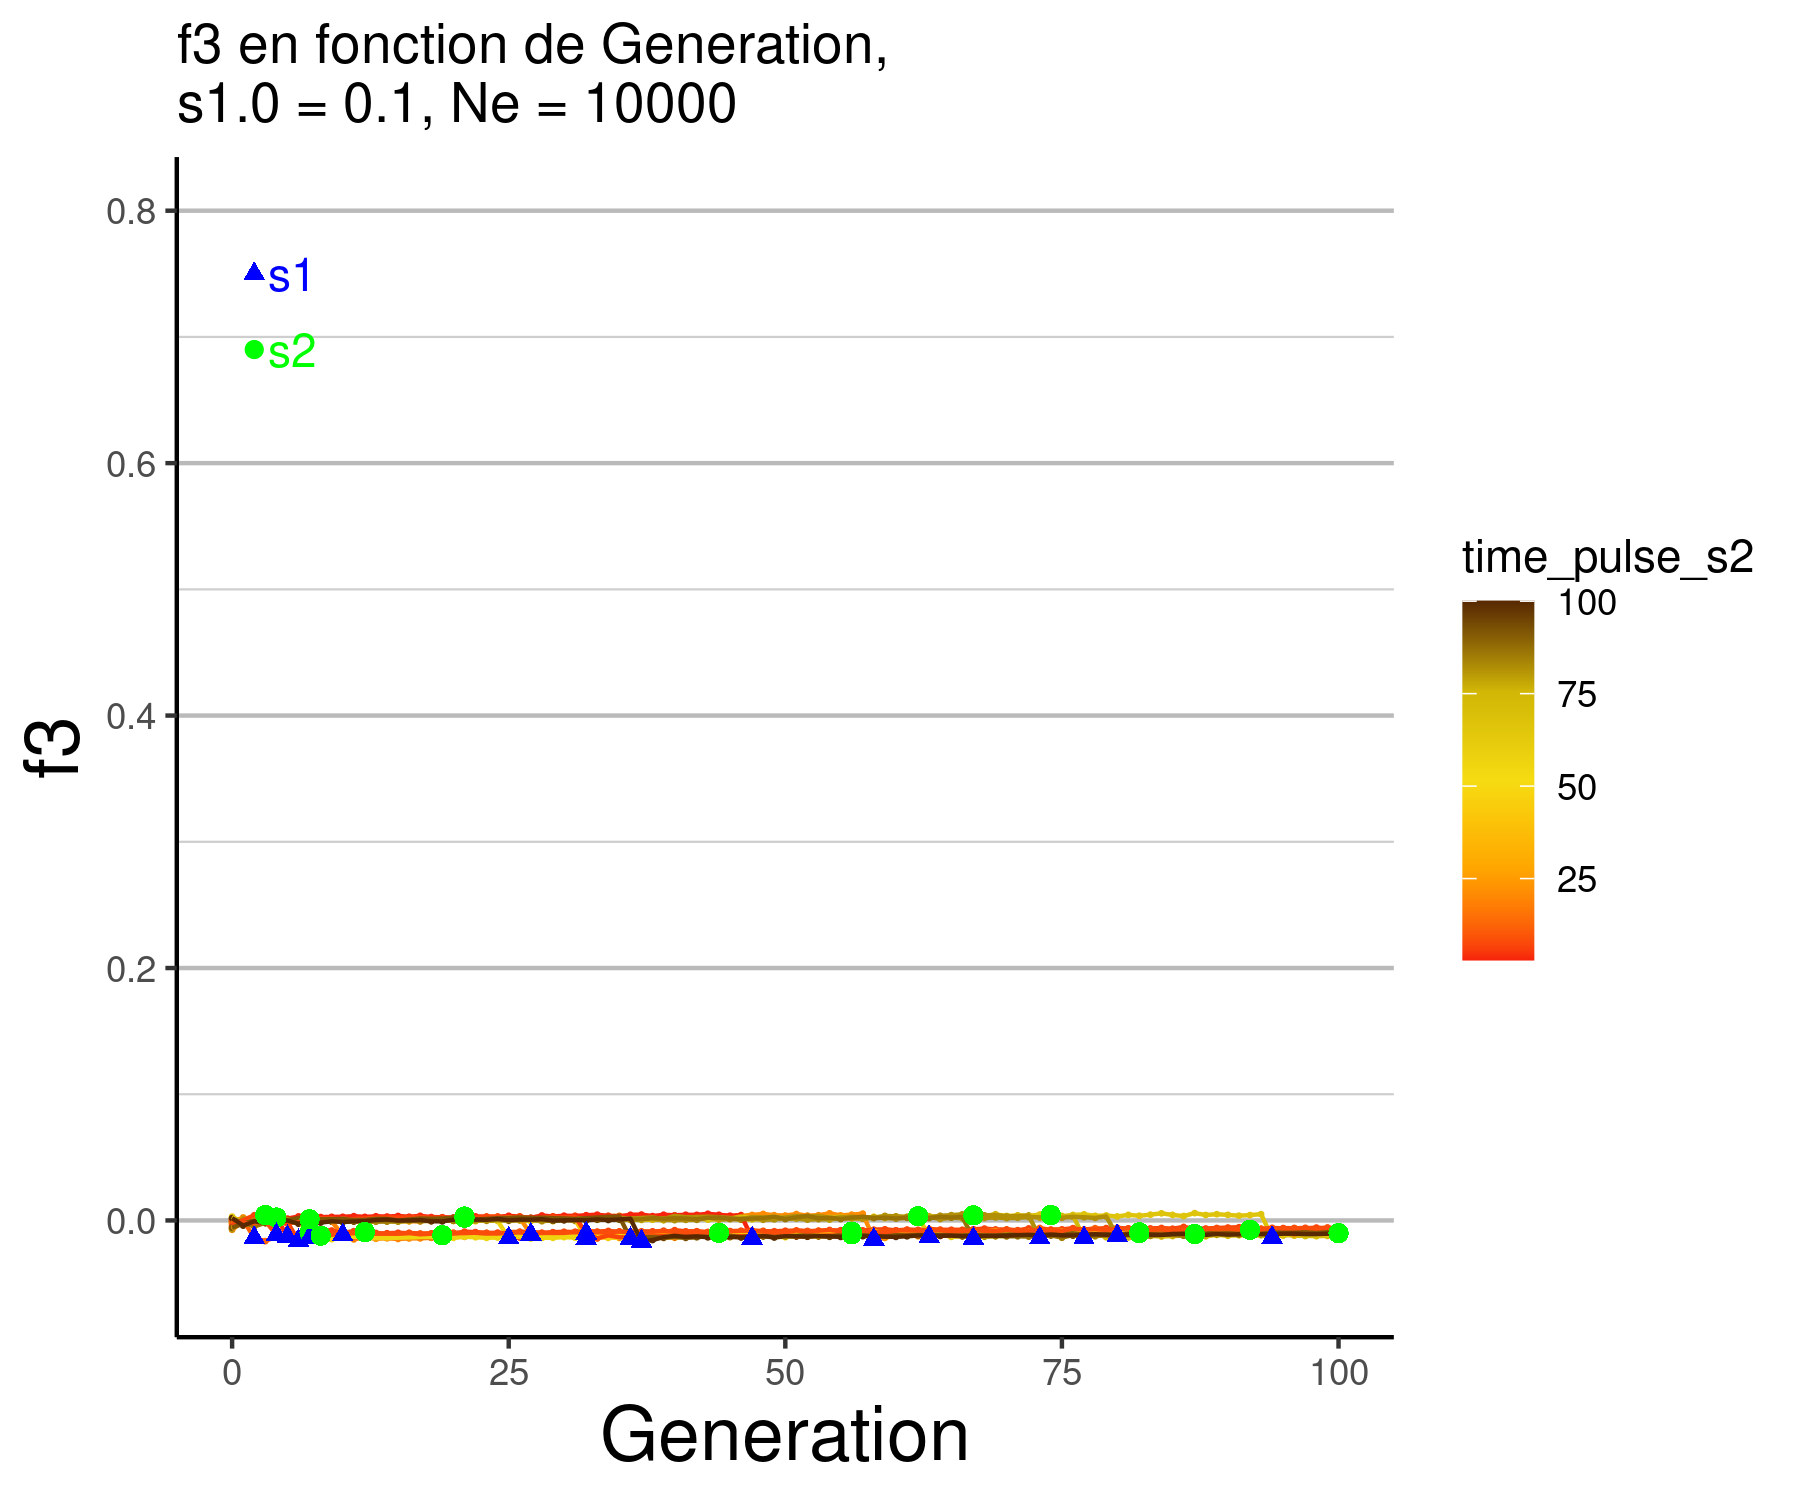 f3 en fonction de Generation,
s1.0 = 0.1, Ne = 10000
f3
0.8
0.6
0.4
0.2
0.0
s1
s2
0
25
50
75
100
Generation
time_pulse_s2
100
75
50
25